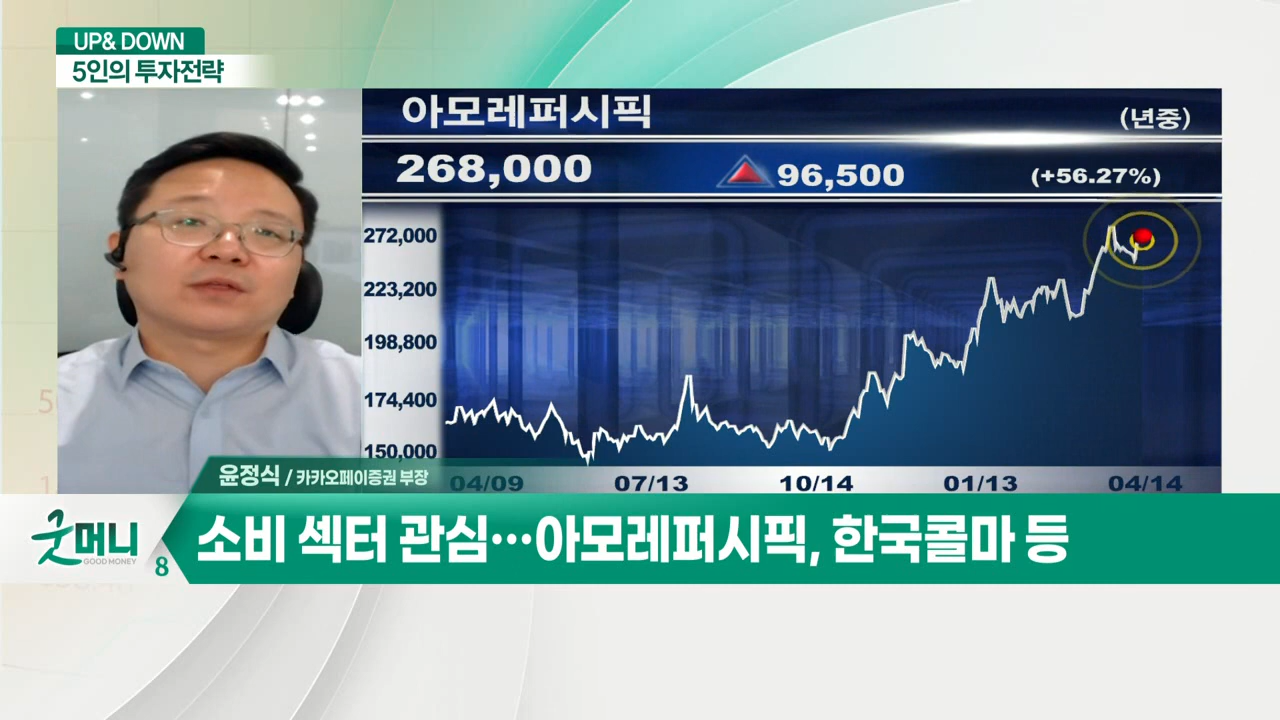 UP& DOWN
5인의 투자전략
아모레퍼시픽
(년중)
268,000
96,500
(+56.27%)
272,000
223,200
198,800
174,400
150,000
04/09
07/13
10/14
01/13
04/14
윤정식 / 카카오페이증권 부장
굿머니
GOOD MONEY
8
소비 섹터 관심…아모레퍼시픽, 한국콜마 등